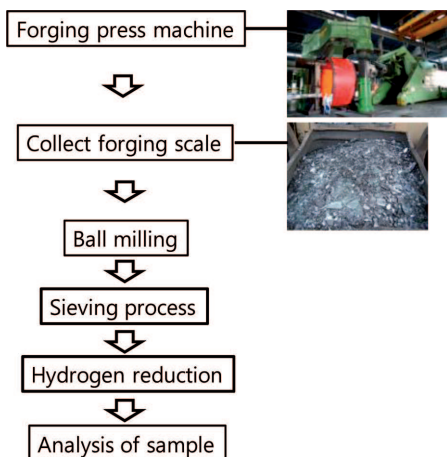 Forging press machine
Collect forging scale
Ball milling
Sieving process
Hydrogen reduction
Analysis of sample